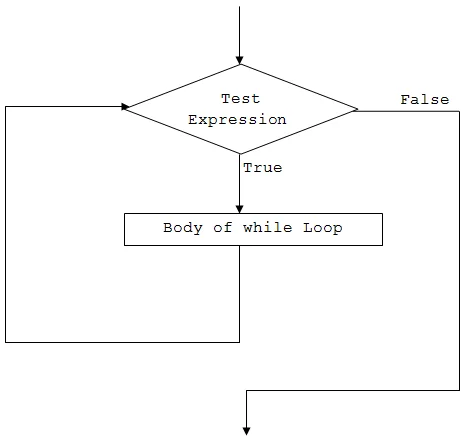 Test
Expression
False
True
Body of while Loop